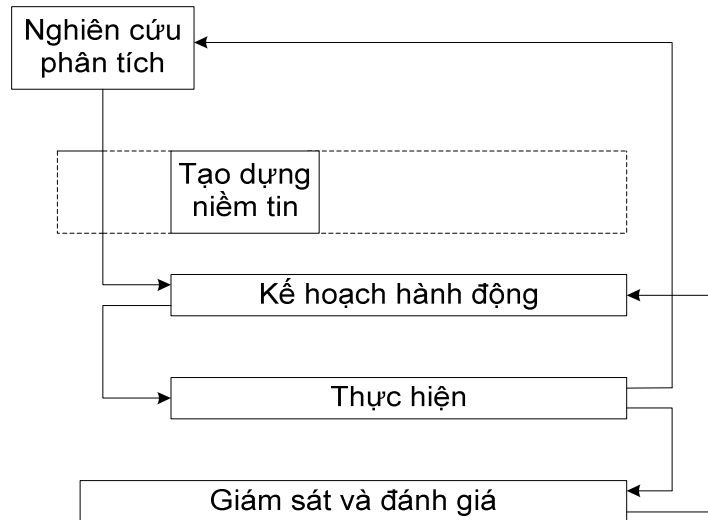 Nghiên cứu
phân tích
Tạo dựng
niềm tin
Kế hoạch hành động
Thực hiện
Giám sát và đánh giá